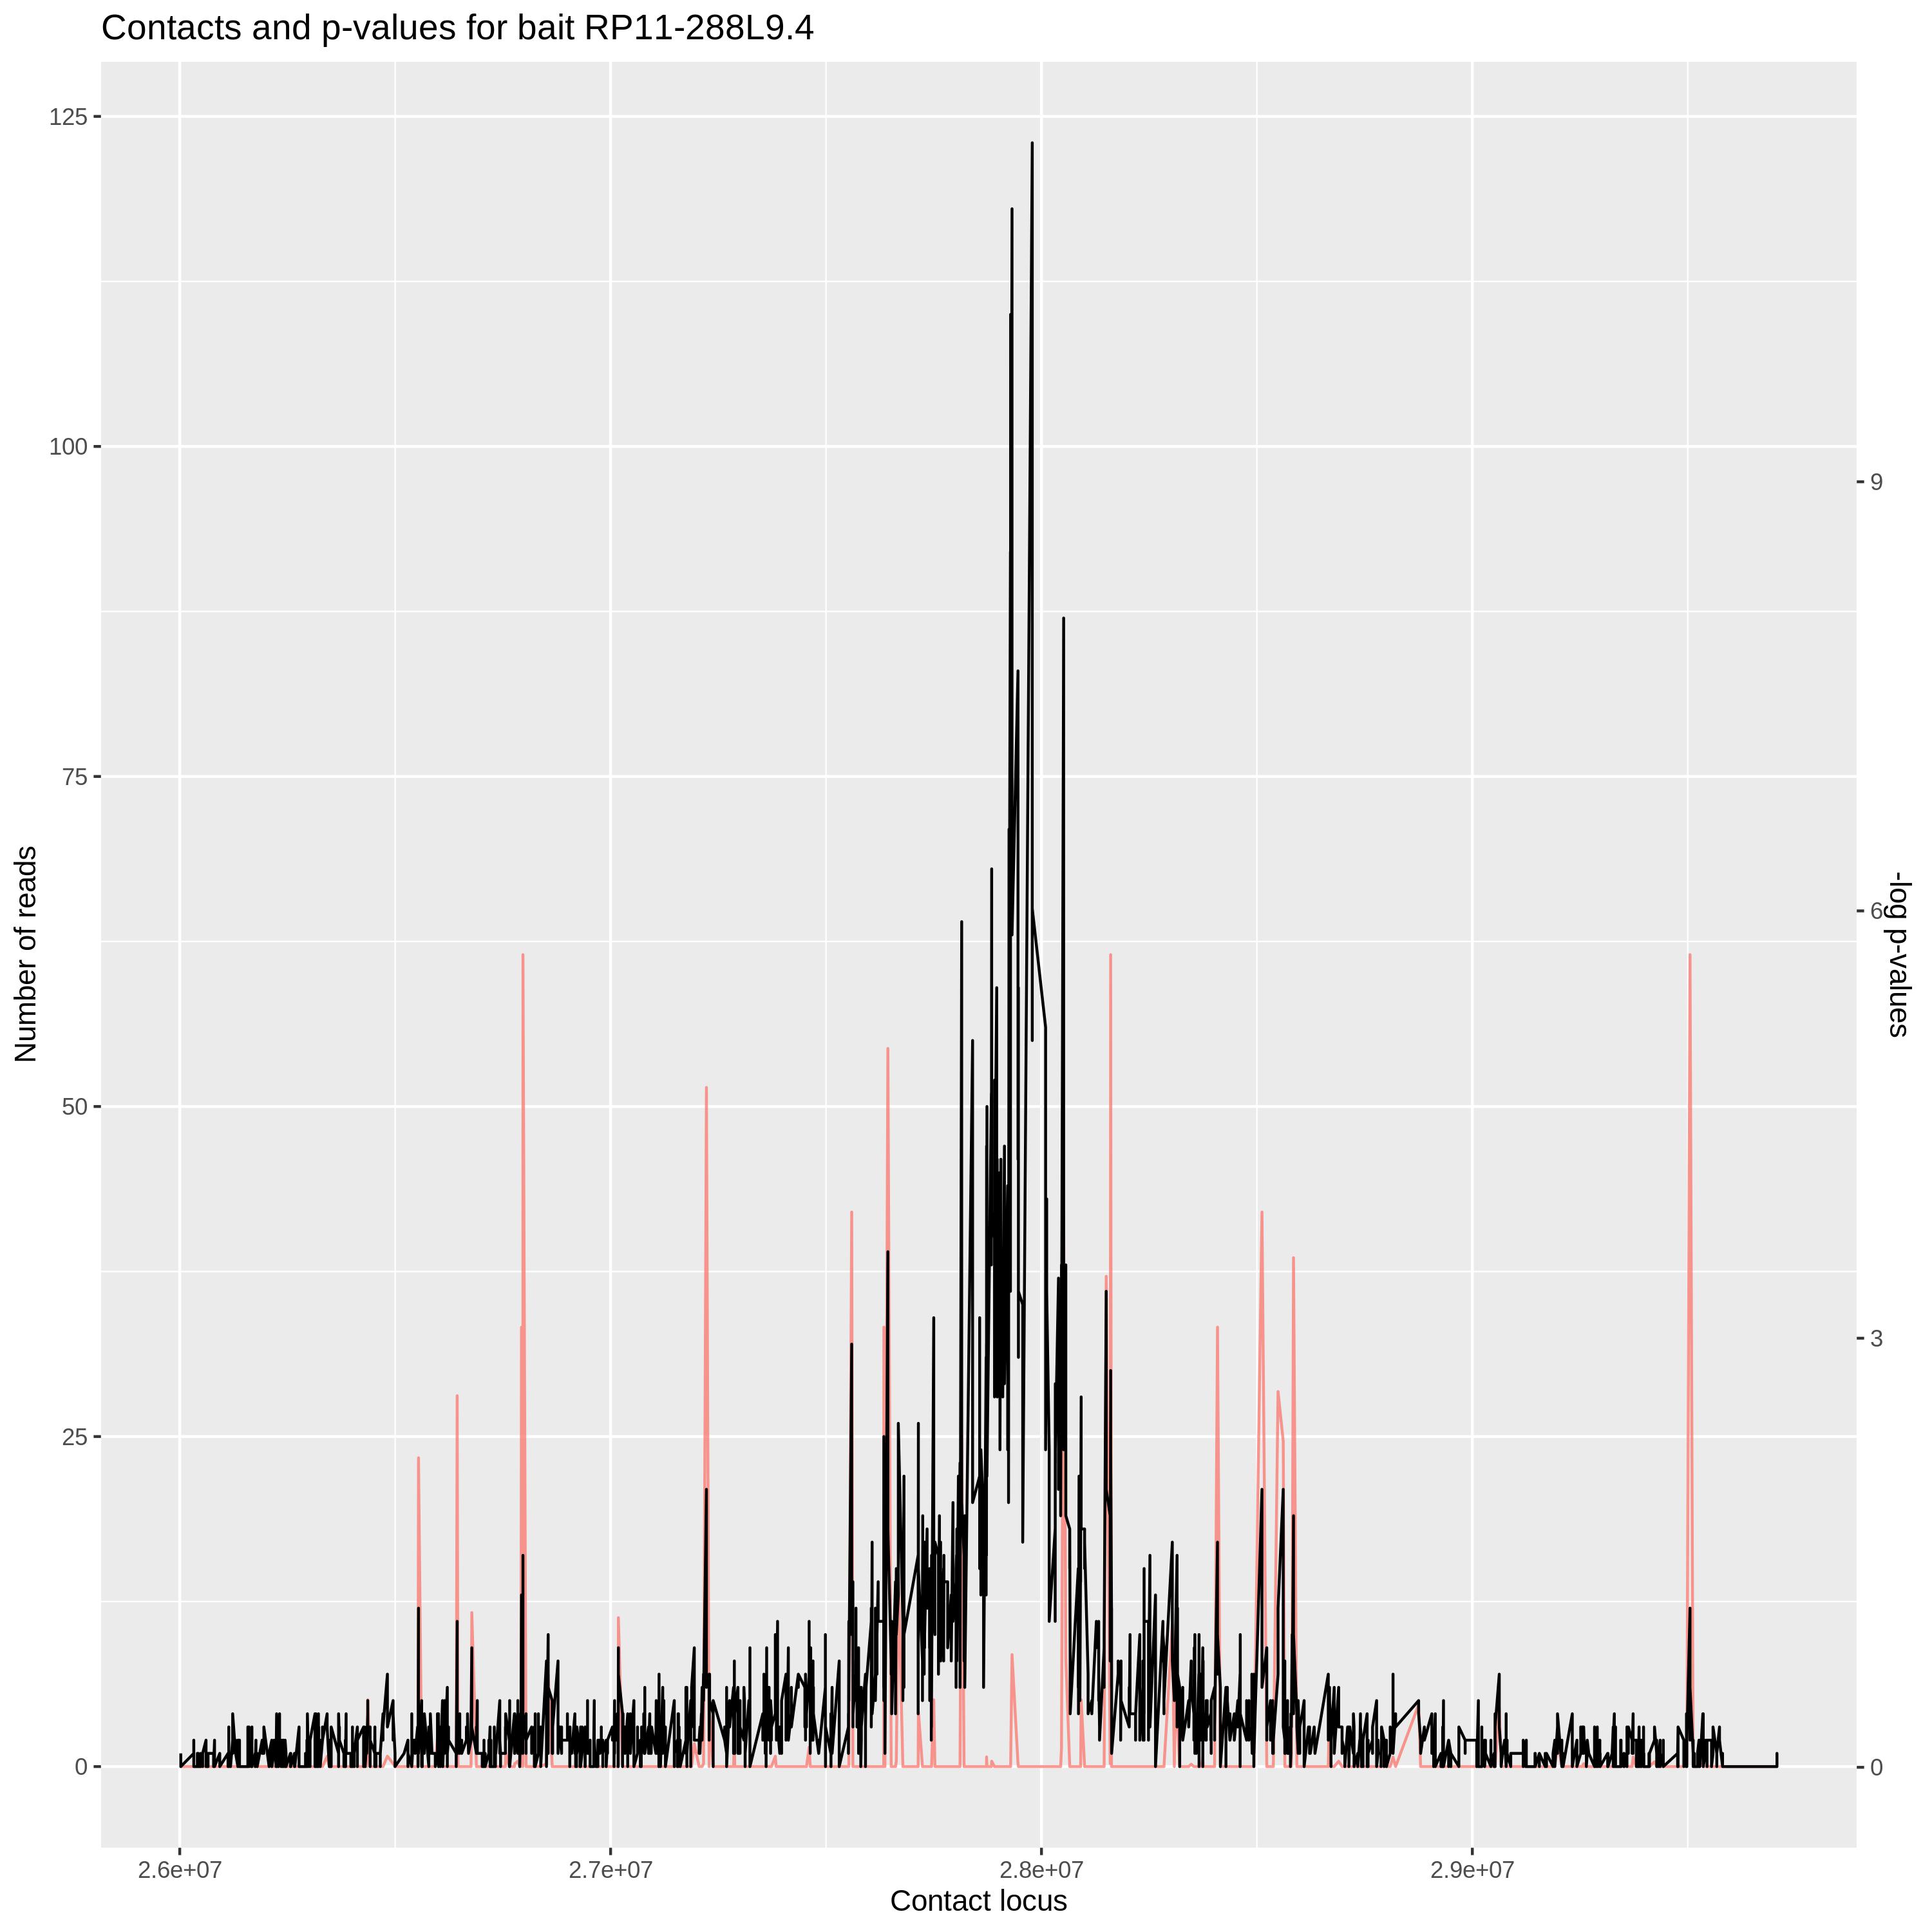 Contacts and p-values for bait RP11-288L9.4
125
100
75
50
25
0
Number of reads
9
6
3
0
-log p-values
2.6e+07
2.7e+07
2.8e+07
2.9e+07
Contact locus